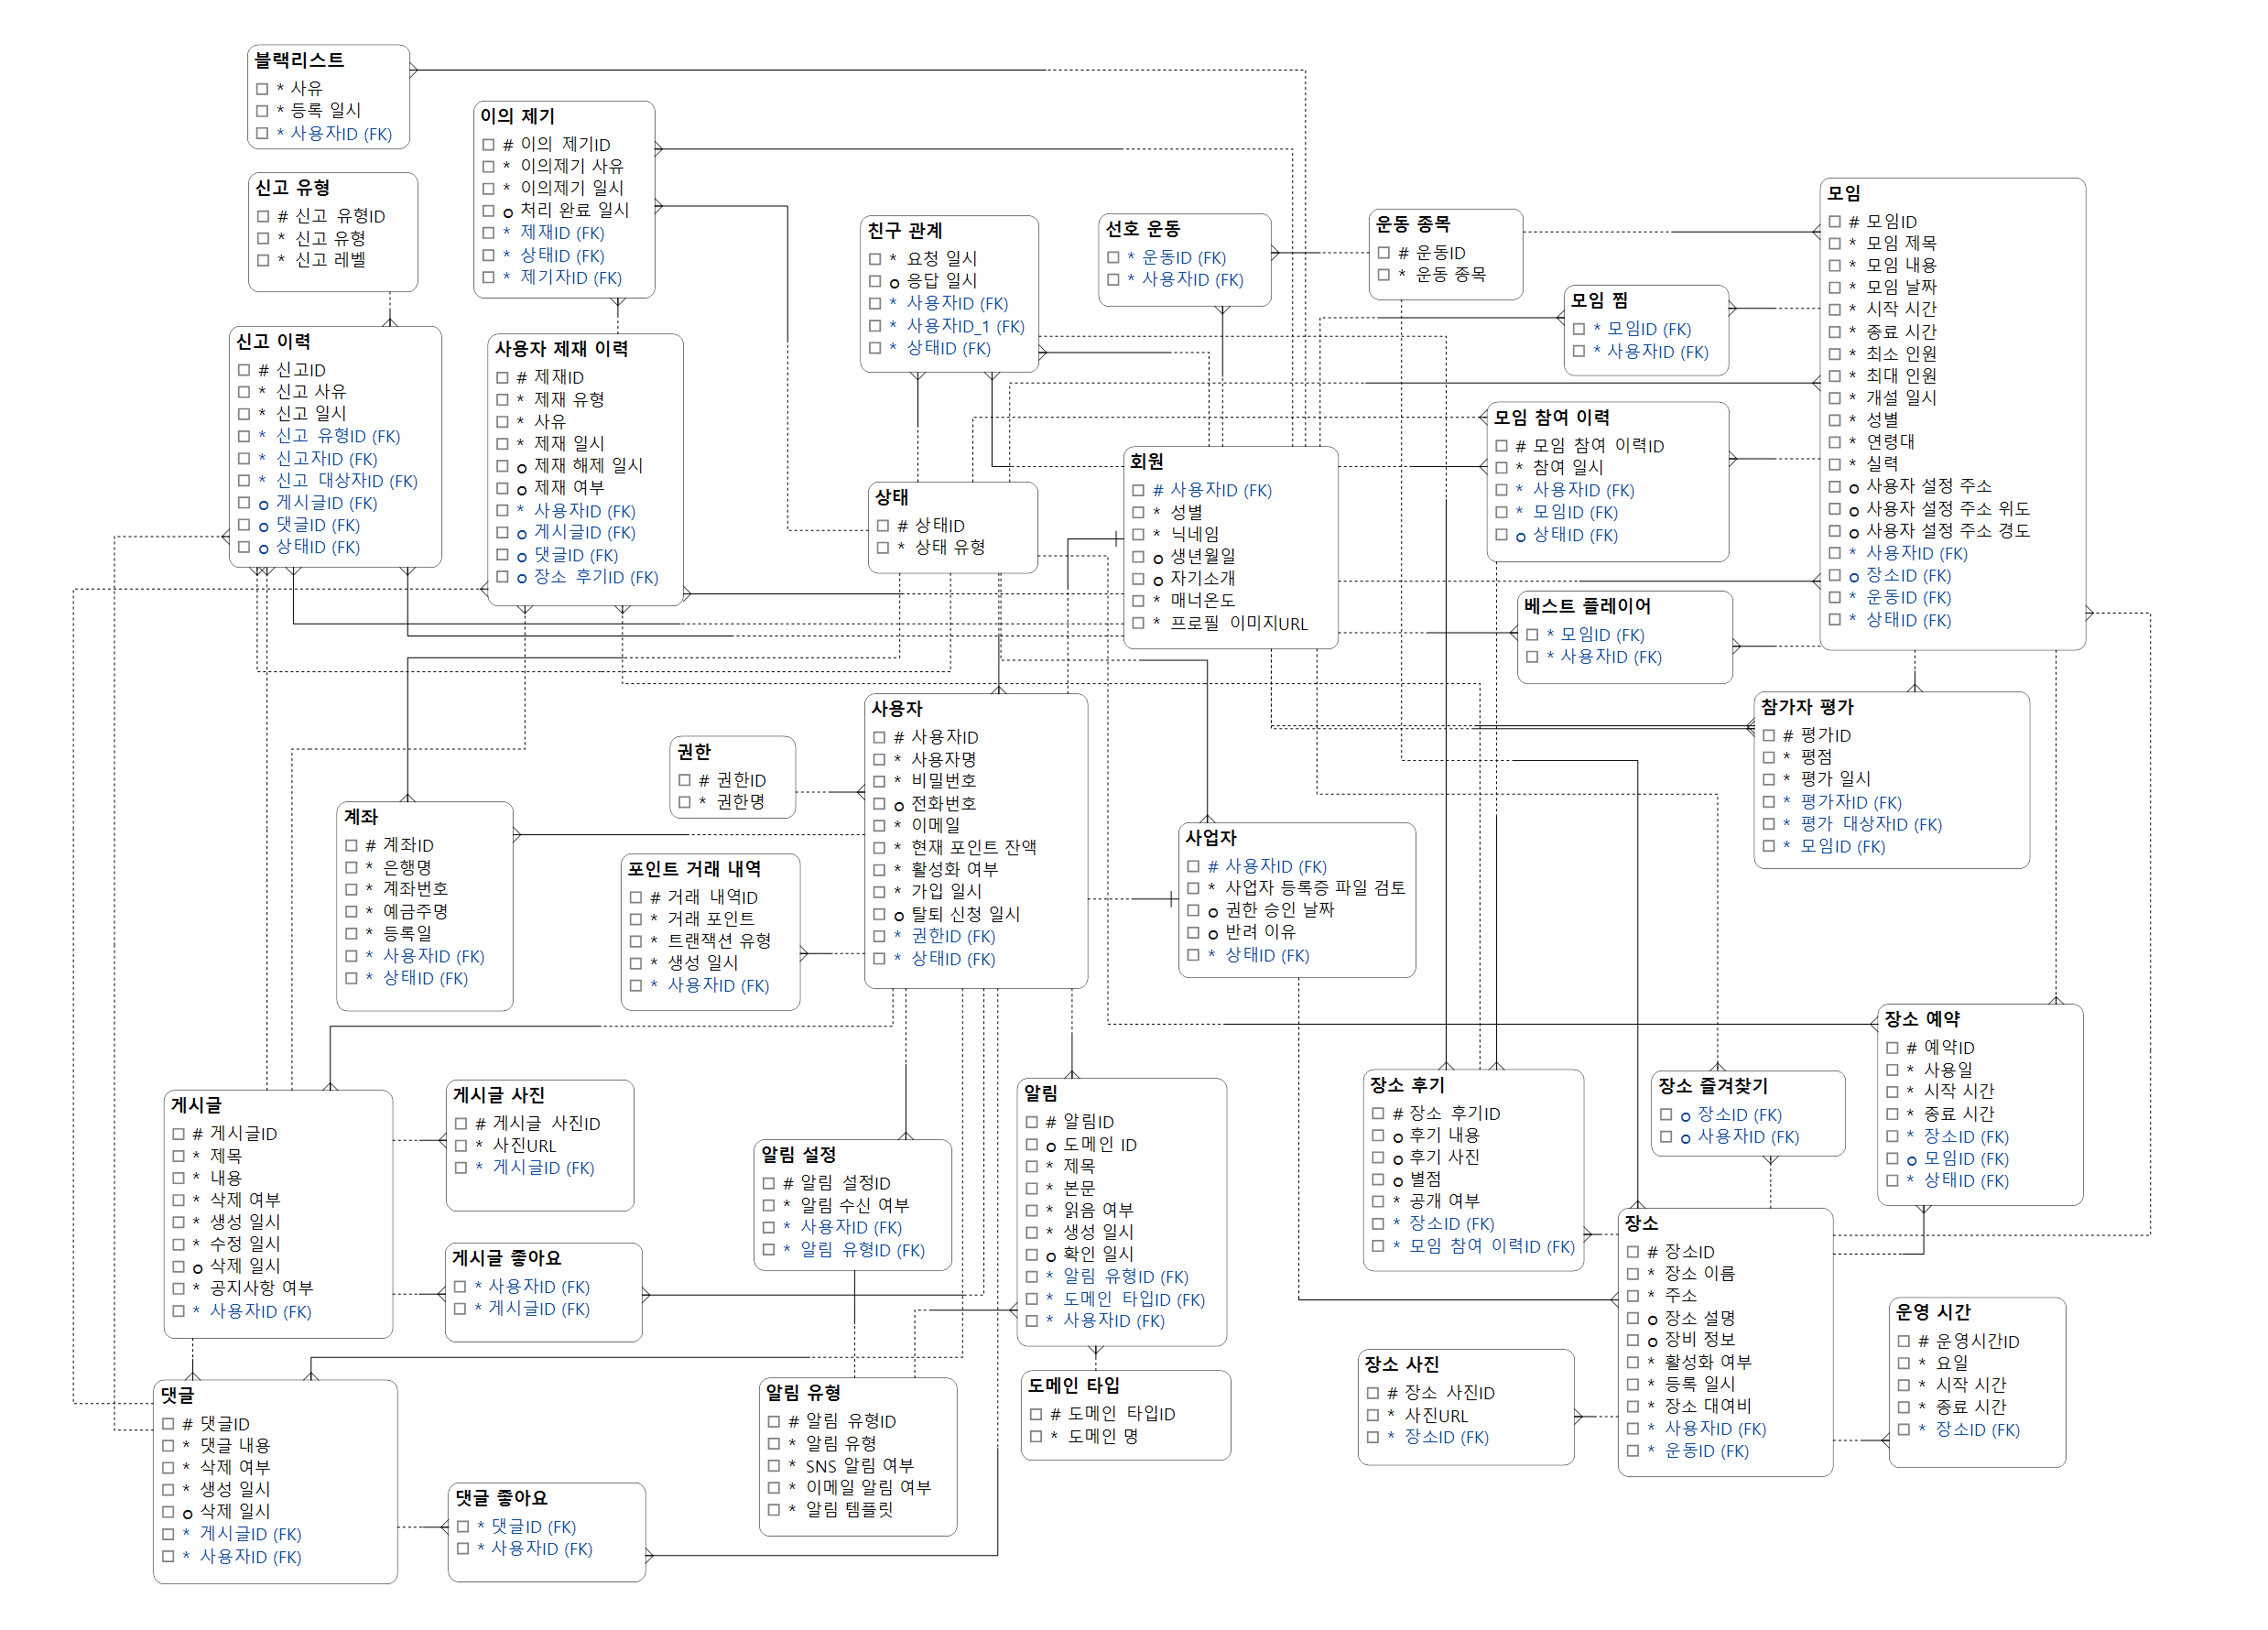 블랙리스트
* 사유
* 등록 일시
* 사용자ID (FK)
신고 유형
# 신고 유형ID
* 신고 유형
* 신고 레벨
신고 이력
# 신고ID
* 신고 사유
* 신고 일시
* 신고 유형ID (FK)
* 신고자ID (FK)
* 신고 대상자ID (FK)
o 게시글ID (FK)
o 댓글ID (FK)
o 상태ID (FK)
이의 제기
# 이의 제기ID
* 이의제기 사유
* 이의제기 일시
o 처리 완료 일시
* 제재ID (FK)
* 상태ID (FK)
* 제기자ID (FK)
사용자 제재 이력
# 제재ID
* 제재 유형
* 사유
* 제재 일시
o 제재 해제 일시
o 제재 여부
* 사용자ID (FK)
o 게시글ID (FK)
o 댓글ID (FK)
o 장소 후기ID (FK)
친구 관계
* 요청 일시
o 응답 일시
* 사용자ID (FK)
* 사용자ID_1 (FK)
* 상태ID (FK)
선호 운동
* 운동ID (FK)
* 사용자ID (FK)
운동 종목
# 운동ID
* 운동 종목
모임 찜
* 모임ID (FK)
* 사용자ID (FK)
모임
# 모임ID
* 모임 제목
* 모임 내용
* 모임 날짜
* 시작 시간
* 종료 시간
* 최소 인원
* 최대 인원
* 개설 일시
* 성별
* 연령대
* 실력
o 사용자 설정 주소
o 사용자 설정 주소 위도
o 사용자 설정 주소 경도
* 사용자ID (FK)
o 장소ID (FK)
* 운동ID (FK)
* 상태ID (FK)
모임 참여 이력
# 모임 참여 이력ID
* 참여 일시
* 사용자ID (FK)
* 모임ID (FK)
o 상태ID (FK)
상태
# 상태ID
* 상태 유형
회원
# 사용자ID (FK)
* 성별
* 닉네임
o 생년월일
o 자기소개
* 매너온도
* 프로필 이미지URL
베스트 플레이어
* 모임ID (FK)
* 사용자ID (FK)
참가자 평가
# 평가ID
* 평점
* 평가 일시
* 평가자ID (FK)
* 평가 대상자ID (FK)
* 모임ID (FK)
권한
# 권한ID
* 권한명
사용자
# 사용자ID
* 사용자명
* 비밀번호
o 전화번호
* 이메일
* 현재 포인트 잔액
* 활성화 여부
* 가입 일시
o 탈퇴 신청 일시
* 권한ID (FK)
* 상태ID (FK)
계좌
# 계좌ID
* 은행명
* 계좌번호
* 예금주명
* 등록일
* 사용자ID (FK)
* 상태ID (FK)
포인트 거래 내역
# 거래 내역ID
* 거래 포인트
* 트랜잭션 유형
* 생성 일시
* 사용자ID (FK)
사업자
# 사용자ID (FK)
* 사업자 등록증 파일 검토
o 권한 승인 날짜
o 반려 이유
* 상태ID (FK)
장소 예약
# 예약ID
* 사용일
* 시작 시간
* 종료 시간
* 장소ID (FK)
o 모임ID (FK)
* 상태ID (FK)
게시글
# 게시글ID
* 제목
* 내용
* 삭제 여부
* 생성 일시
* 수정 일시
o 삭제 일시
* 공지사항 여부
* 사용자ID (FK)
게시글 사진
# 게시글 사진ID
* 사진URL
* 게시글ID (FK)
게시글 좋아요
* 사용자ID (FK)
* 게시글ID (FK)
알림 설정
# 알림 설정ID
* 알림 수신 여부
* 사용자ID (FK)
* 알림 유형ID (FK)
알림
# 알림ID
o 도메인 ID
* 제목
* 본문
* 읽음 여부
* 생성 일시
o 확인 일시
* 알림 유형ID (FK)
* 도메인 타입ID (FK)
* 사용자ID (FK)
장소 후기
# 장소 후기ID
o 후기 내용
o 후기 사진
o 별점
* 공개 여부
* 장소ID (FK)
* 모임 참여 이력ID (FK)
장소 즐겨찾기
o 장소ID (FK)
o 사용자ID (FK)
장소
# 장소ID
* 장소 이름
* 주소
o 장소 설명
o 장비 정보
* 활성화 여부
* 등록 일시
* 장소 대여비
* 사용자ID (FK)
* 운동ID (FK)
운영 시간
# 운영시간ID
* 요일
* 시작 시간
* 종료 시간
* 장소ID (FK)
장소 사진
# 장소 사진ID
* 사진URL
* 장소ID (FK)
댓글
# 댓글ID
* 댓글 내용
* 삭제 여부
* 생성 일시
o 삭제 일시
* 게시글ID (FK)
* 사용자ID (FK)
댓글 좋아요
* 댓글ID (FK)
* 사용자ID (FK)
알림 유형
# 알림 유형ID
* 알림 유형
* SNS 알림 여부
* 이메일 알림 여부
* 알림 템플릿
도메인 타입
# 도메인 타입ID
* 도메인 명